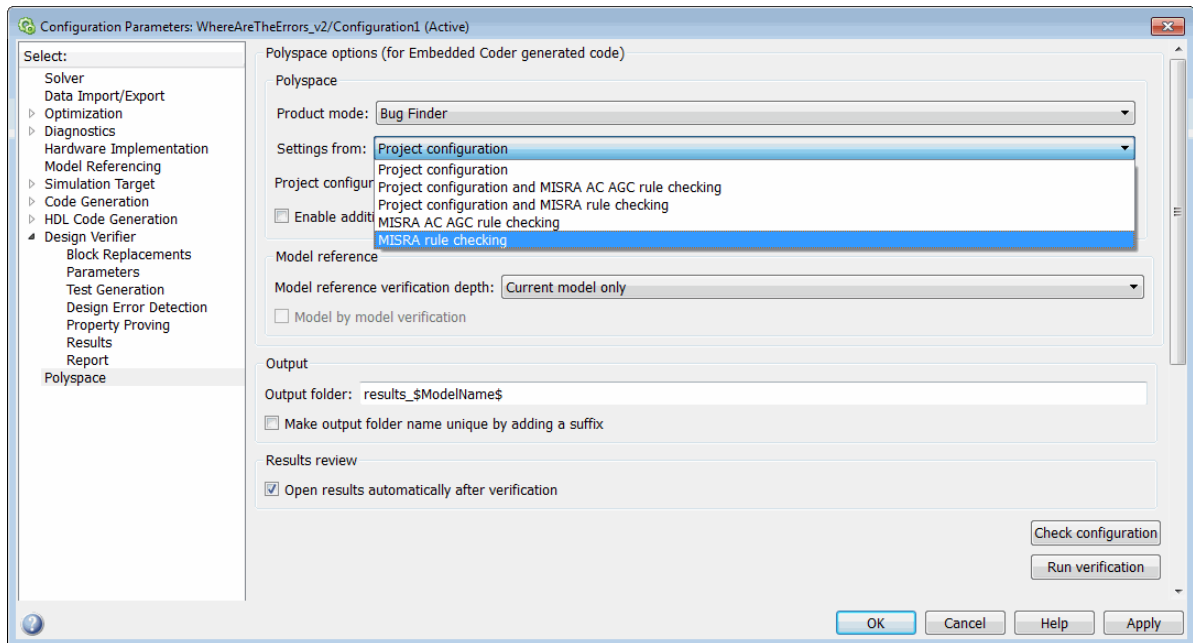 Configuration Parameters: WhereAreTheErrors_v2/Configuration1 (Active)
Select:
Solver
Data Import/Export
Optimization
Diagnostics
Hardware Implementation
Model Referencing
Simulation Target
Code Generation
HDL Code Generation
Design Verifier
Block Replacements
Parameters
Test Generation
Design Error Detection
Property Proving
Results
Report
Polyspace
Polyspace options (for Embedded Coder generated code)
Polyspace
Product mode: Bug Finder
Settings from: Project configuration
Project configuration
Project configur
Project configuration and MISRA AC AGC rule checking
Project configuration and MISRA rule checking
Enable additi
MISRA AC AGC rule checking
MISRA rule checking
Model reference
Model reference verification depth: Current model only
Model by model verification
Output
Output folder: results_$ModelName$
Make output folder name unique by adding a suffix
Results review
Open results automatically after verification
Check configuration
Run verification
OK Cancel Help Apply